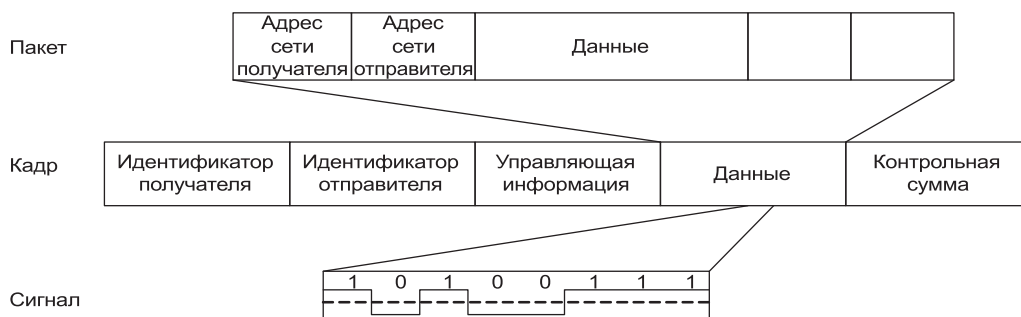 Пакет
Адрес
сети
получателя
Адрес
сети
отправителя
Данные
Кадр
Идентификатор
получателя
Идентификатор
отправителя
Управляющая
информация
Данные
Контрольная
сумма
Сигнал
1 0 1 0 0 1 1 1